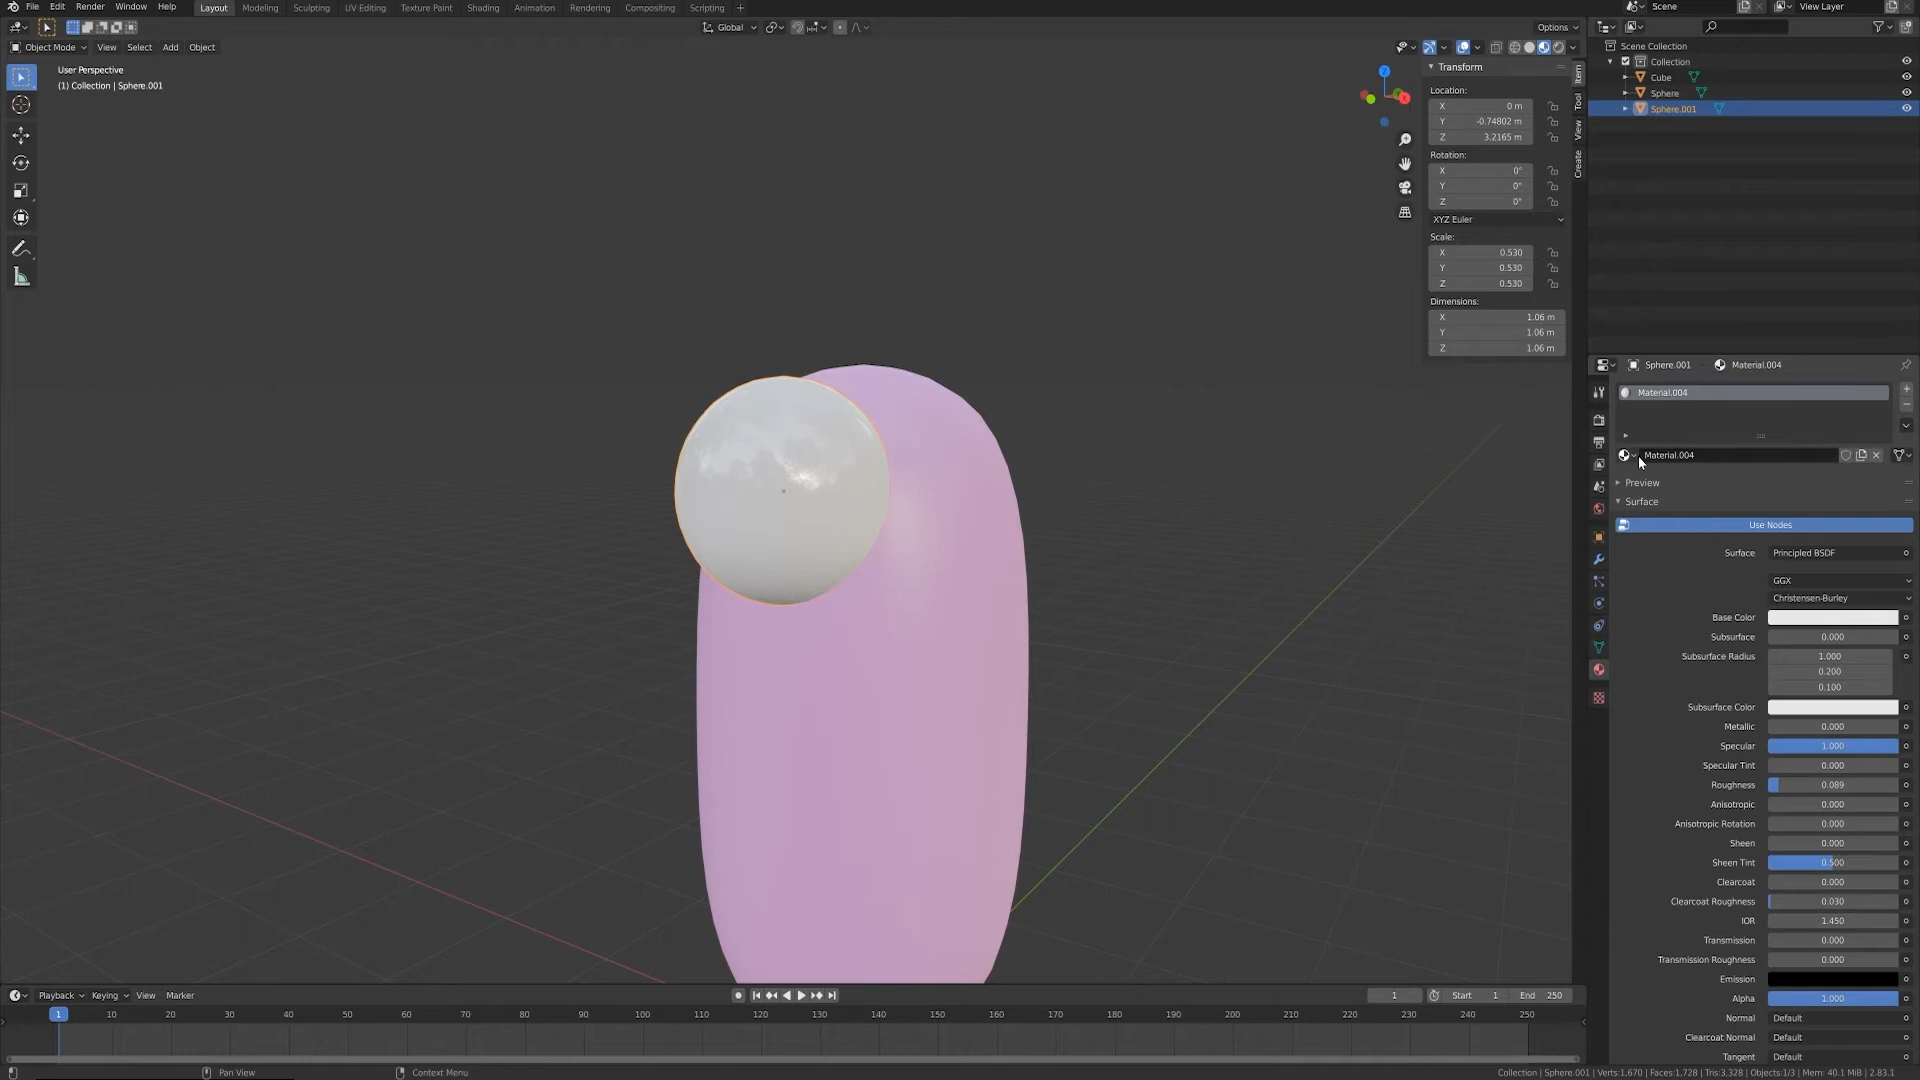 File Edit Render Window Help Layout Modeling Sculpting UV Editing Texture Paint Shading Animation Rendering Compositing Scripting + Scene View Layer
Global Options
Object Mode View Select Add Object
User Perspective
(1) Collection | Sphere.001
Transform
Location:
X 0 m
Y -0.74802 m
Z 3.2165 m
Rotation:
X 0°
Y 0°
Z 0°
XYZ Euler
Scale:
X 0.530
Y 0.530
Z 0.530
Dimensions:
X 1.06 m
Y 1.06 m
Z 1.06 m
Item
Tool
View
Create
Z
X
Scene Collection
Collection
Cube
Sphere
Sphere.001
Sphere.001 Material.004
Material.004
Material.004
Preview
Surface
Use Nodes
Surface Principled BSDF
GGX
Christensen-Burley
Base Color
Subsurface 0.000
Subsurface Radius 1.000
0.200
0.100
Subsurface Color
Metallic 0.000
Specular 1.000
Specular Tint 0.000
Roughness 0.089
Anisotropic 0.000
Anisotropic Rotation 0.000
Sheen 0.000
Sheen Tint 0.500
Clearcoat 0.000
Clearcoat Roughness 0.030
IOR 1.450
Transmission 0.000
Transmission Roughness 0.000
Emission
Alpha 1.000
Normal Default
Clearcoat Normal Default
Tangent Default
Playback Keying View Marker 1 Start 1 End 250
1 10 20 30 40 50 60 70 80 90 100 110 120 130 140 150 160 170 180 190 200 210 220 230 240 250
Pan View Context Menu Collection | Sphere.001 | Verts:1,670 | Faces:1,728 | Tris:3,328 | Objects:1/3 | Mem: 40.1 MiB | 2.83.1